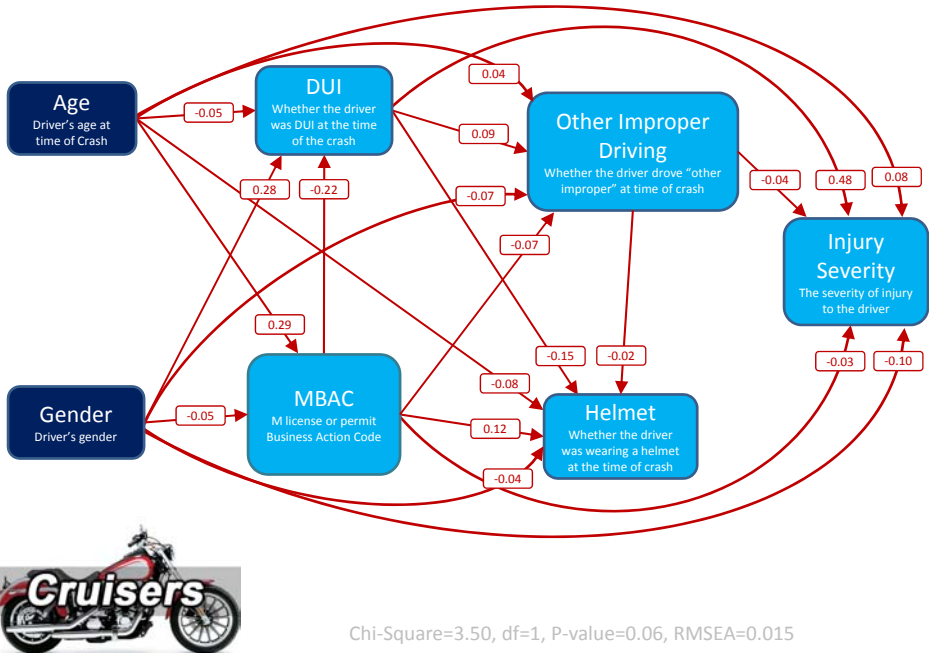 Age
Driver's age at
time of Crash
DUI
Whether the driver
was DUI at the time
of the crash
Other Improper
Driving
Whether the driver drove "other
improper" at time of crash
Injury
Severity
The severity of injury
to the driver
Gender
Driver's gender
MBAC
M license or permit
Business Action Code
Helmet
Whether the driver
was wearing a helmet
at the time of crash
-0.05
0.04
0.09
0.28
-0.22
-0.07
-0.07
-0.04
0.48
0.08
0.29
-0.15
-0.02
-0.03
-0.10
-0.08
-0.05
0.12
-0.04
Cruisers
Chi-Square=3.50, df=1, P-value=0.06, RMSEA=0.015